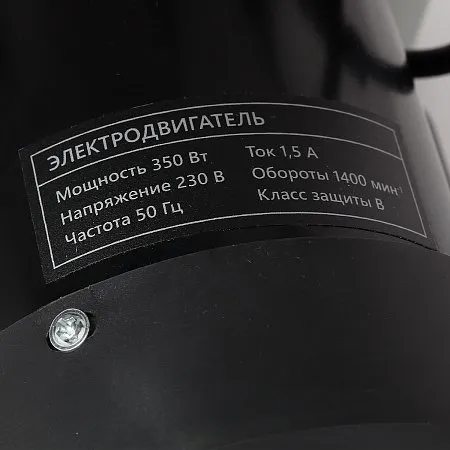 ЭЛЕКТРОДВИГАТЕЛЬ
Мощность 350 Вт Ток 1,5 А
Напряжение 230 В Обороты 1400 мин⁻¹
Частота 50 Гц Класс защиты В